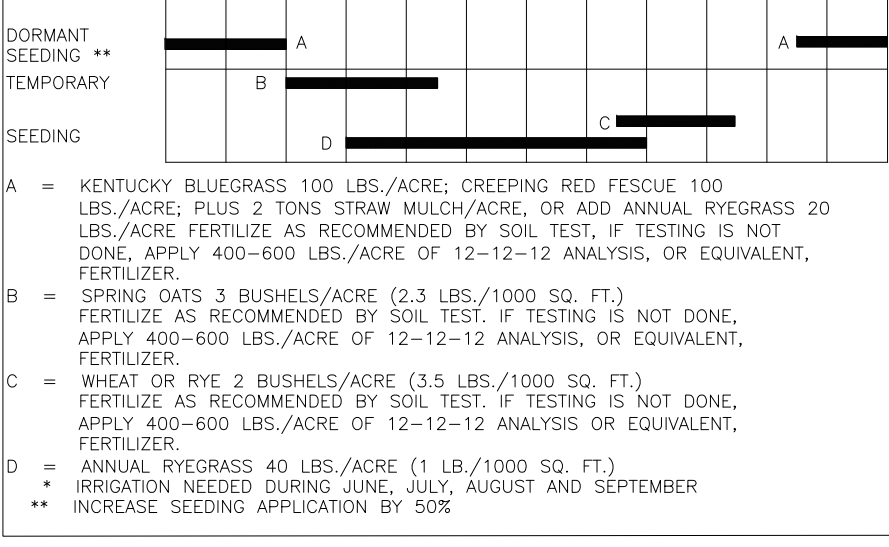 DORMANT
SEEDING **
A
A
TEMPORARY
B
SEEDING
C
D
A = KENTUCKY BLUEGRASS 100 LBS./ACRE; CREEPING RED FESCUE 100
LBS./ACRE; PLUS 2 TONS STRAW MULCH/ACRE, OR ADD ANNUAL RYEGRASS 20
LBS./ACRE FERTILIZE AS RECOMMENDED BY SOIL TEST, IF TESTING IS NOT
DONE, APPLY 400-600 LBS./ACRE OF 12-12-12 ANALYSIS, OR EQUIVALENT,
FERTILIZER.
B = SPRING OATS 3 BUSHELS/ACRE (2.3 LBS./1000 SQ. FT.)
FERTILIZE AS RECOMMENDED BY SOIL TEST. IF TESTING IS NOT DONE,
APPLY 400-600 LBS./ACRE OF 12-12-12 ANALYSIS, OR EQUIVALENT,
FERTILIZER.
C = WHEAT OR RYE 2 BUSHELS/ACRE (3.5 LBS./1000 SQ. FT.)
FERTILIZE AS RECOMMENDED BY SOIL TEST. IF TESTING IS NOT DONE,
APPLY 400-600 LBS./ACRE OF 12-12-12 ANALYSIS OR EQUIVALENT,
FERTILIZER.
D = ANNUAL RYEGRASS 40 LBS./ACRE (1 LB./1000 SQ. FT.)
* IRRIGATION NEEDED DURING JUNE, JULY, AUGUST AND SEPTEMBER
** INCREASE SEEDING APPLICATION BY 50%